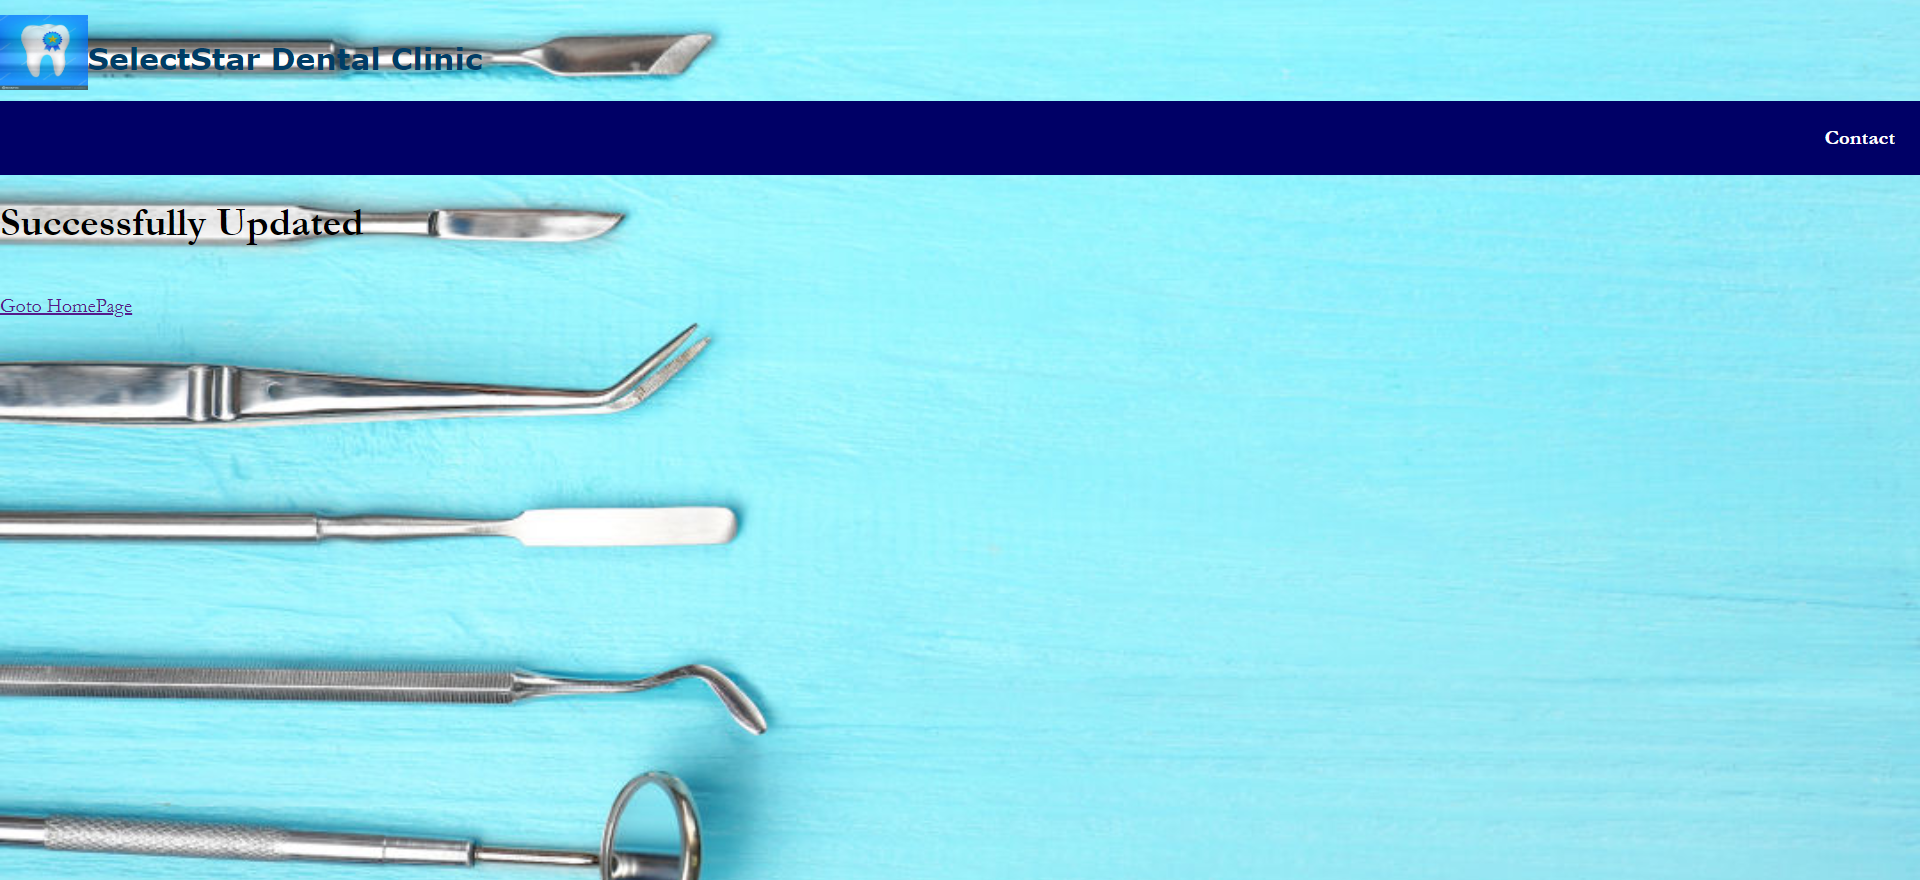 SelectStar Dental Clinic
Contact
Successfully Updated
Goto HomePage